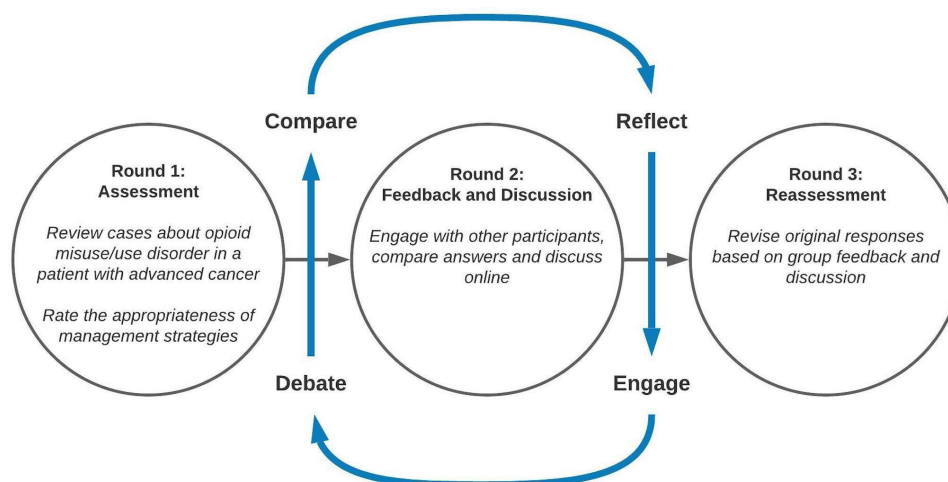 Compare
Reflect
Round 1:
Assessment
Review cases about opioid
misuse/use disorder in a
patient with advanced cancer
Rate the appropriateness of
management strategies
Round 2:
Feedback and Discussion
Engage with other participants,
compare answers and discuss
online
Round 3:
Reassessment
Revise original responses
based on group feedback and
discussion
Debate
Engage